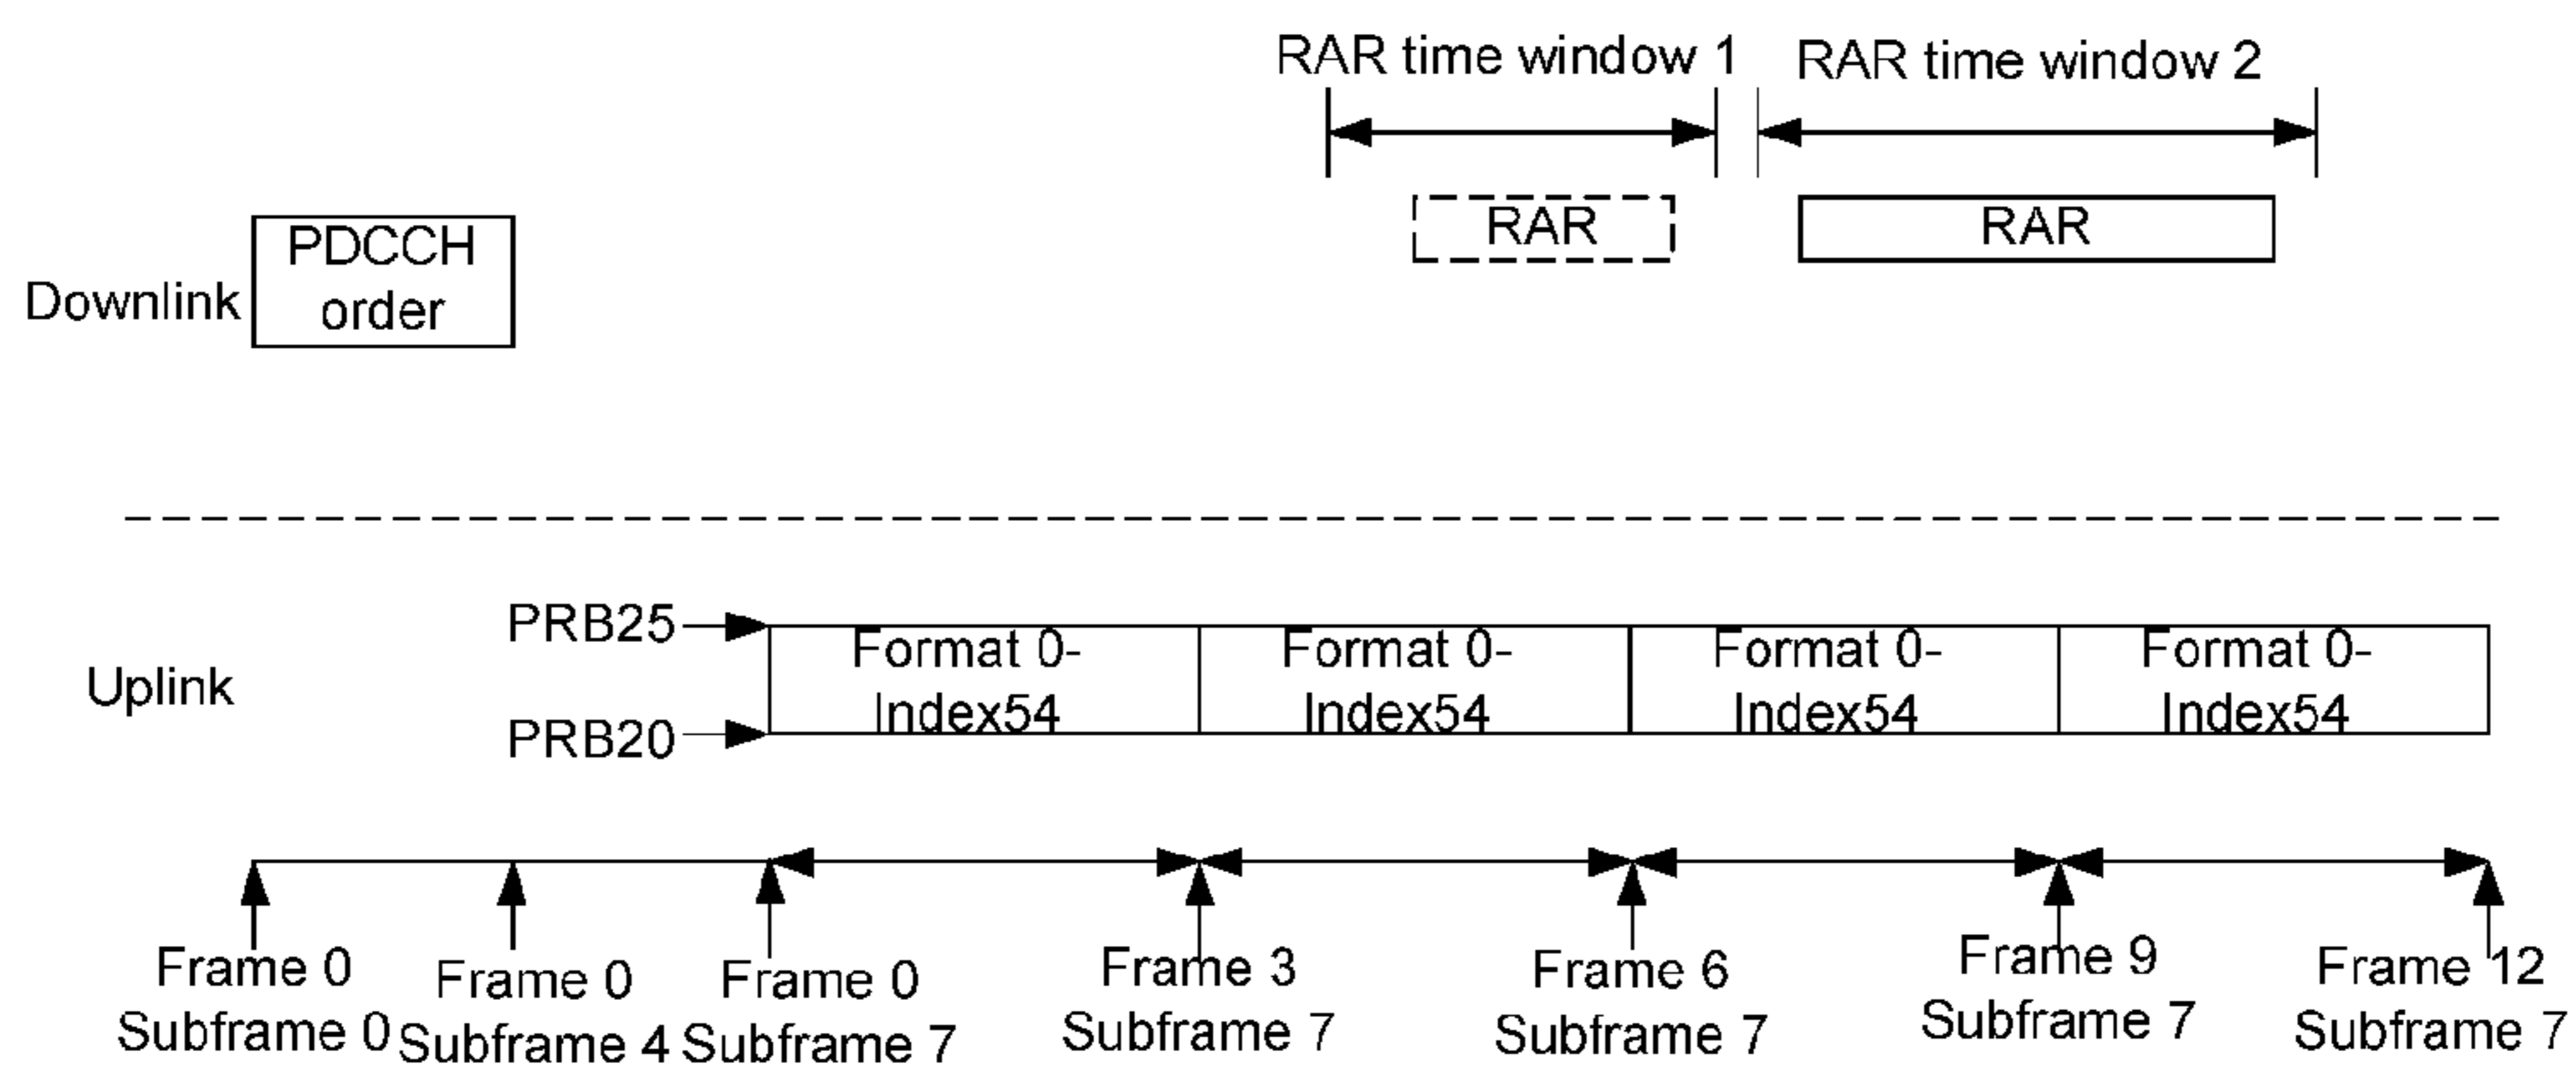 RAR time window 1
RAR time window 2
RAR
RAR
PDCCH
order
Downlink
PRB25
PRB20
Uplink
Format 0-
Index54
Format 0-
Index54
Format 0-
Index54
Format 0-
Index54
Frame 0
Subframe 0
Frame 0
Subframe 4
Frame 0
Subframe 7
Frame 3
Subframe 7
Frame 6
Subframe 7
Frame 9
Subframe 7
Frame 12
Subframe 7